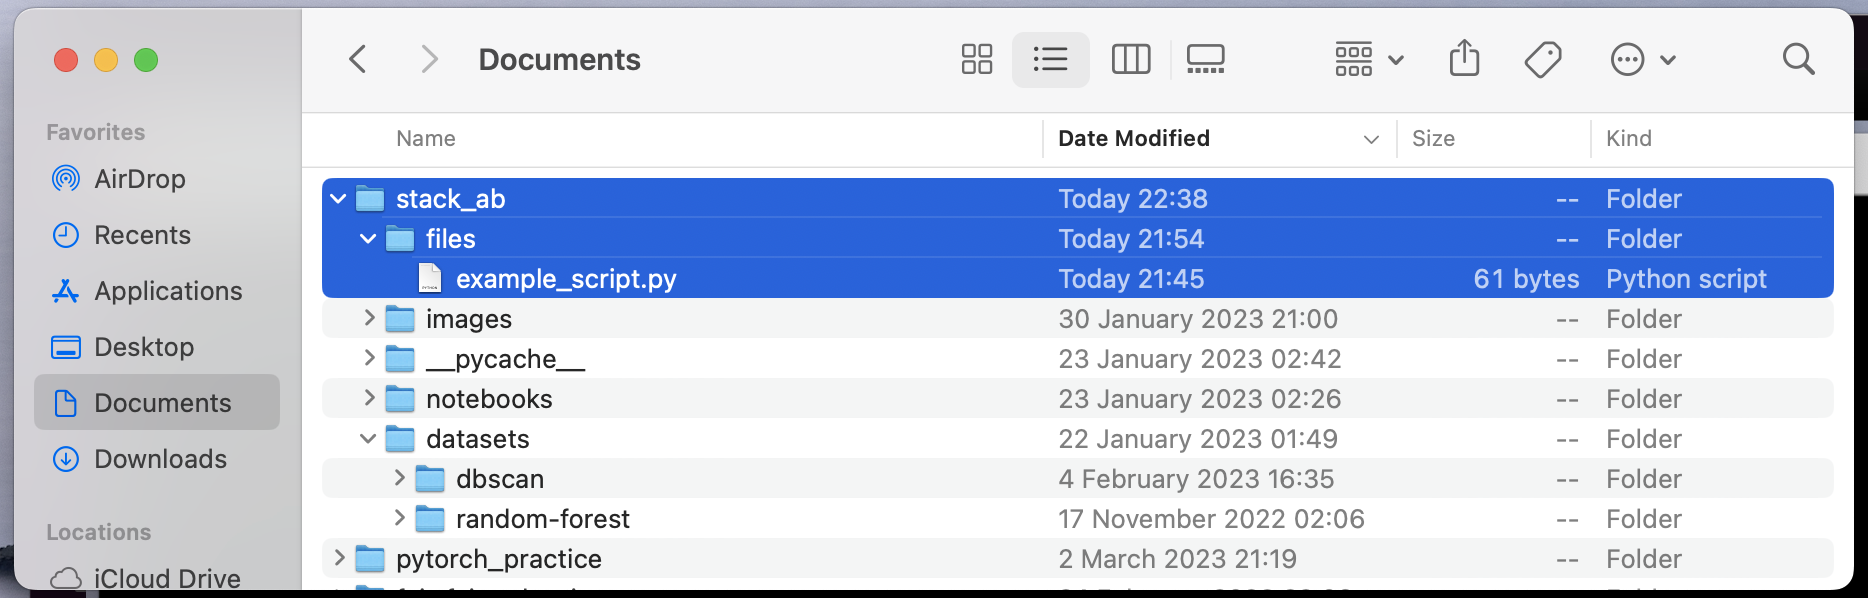 Documents
Favorites
AirDrop
Recents
Applications
Desktop
Documents
Downloads
Locations
iCloud Drive
Name Date Modified Size Kind
stack_ab Today 22:38 -- Folder
files Today 21:54 -- Folder
example_script.py Today 21:45 61 bytes Python script
images 30 January 2023 21:00 -- Folder
__pycache__ 23 January 2023 02:42 -- Folder
notebooks 23 January 2023 02:26 -- Folder
datasets 22 January 2023 01:49 -- Folder
dbscan 4 February 2023 16:35 -- Folder
random-forest 17 November 2022 02:06 -- Folder
pytorch_practice 2 March 2023 21:19 -- Folder